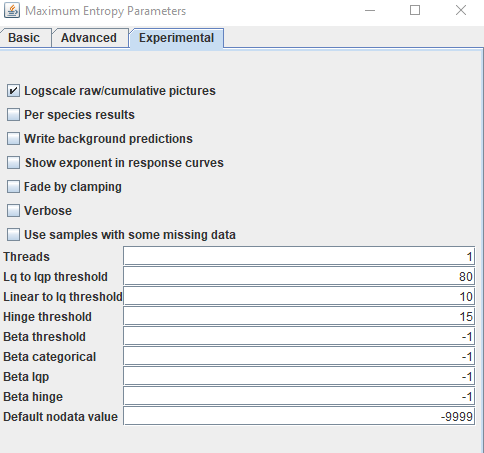 Maximum Entropy Parameters
Basic Advanced Experimental
Logscale raw/cumulative pictures
Per species results
Write background predictions
Show exponent in response curves
Fade by clamping
Verbose
Use samples with some missing data
Threads 1
Lq to lqp threshold 80
Linear to lq threshold 10
Hinge threshold 15
Beta threshold -1
Beta categorical -1
Beta lqp -1
Beta hinge -1
Default nodata value -9999